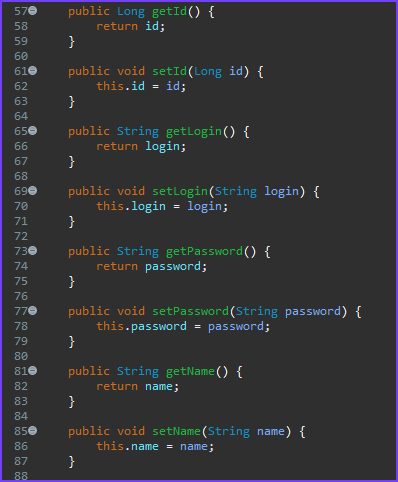 57 public Long getId() {
58 return id;
59 }
60
61 public void setId(Long id) {
62 this.id = id;
63 }
64
65 public String getLogin() {
66 return login;
67 }
68
69 public void setLogin(String login) {
70 this.login = login;
71 }
72
73 public String getPassword() {
74 return password;
75 }
76
77 public void setPassword(String password) {
78 this.password = password;
79 }
80
81 public String getName() {
82 return name;
83 }
84
85 public void setName(String name) {
86 this.name = name;
87 }
88